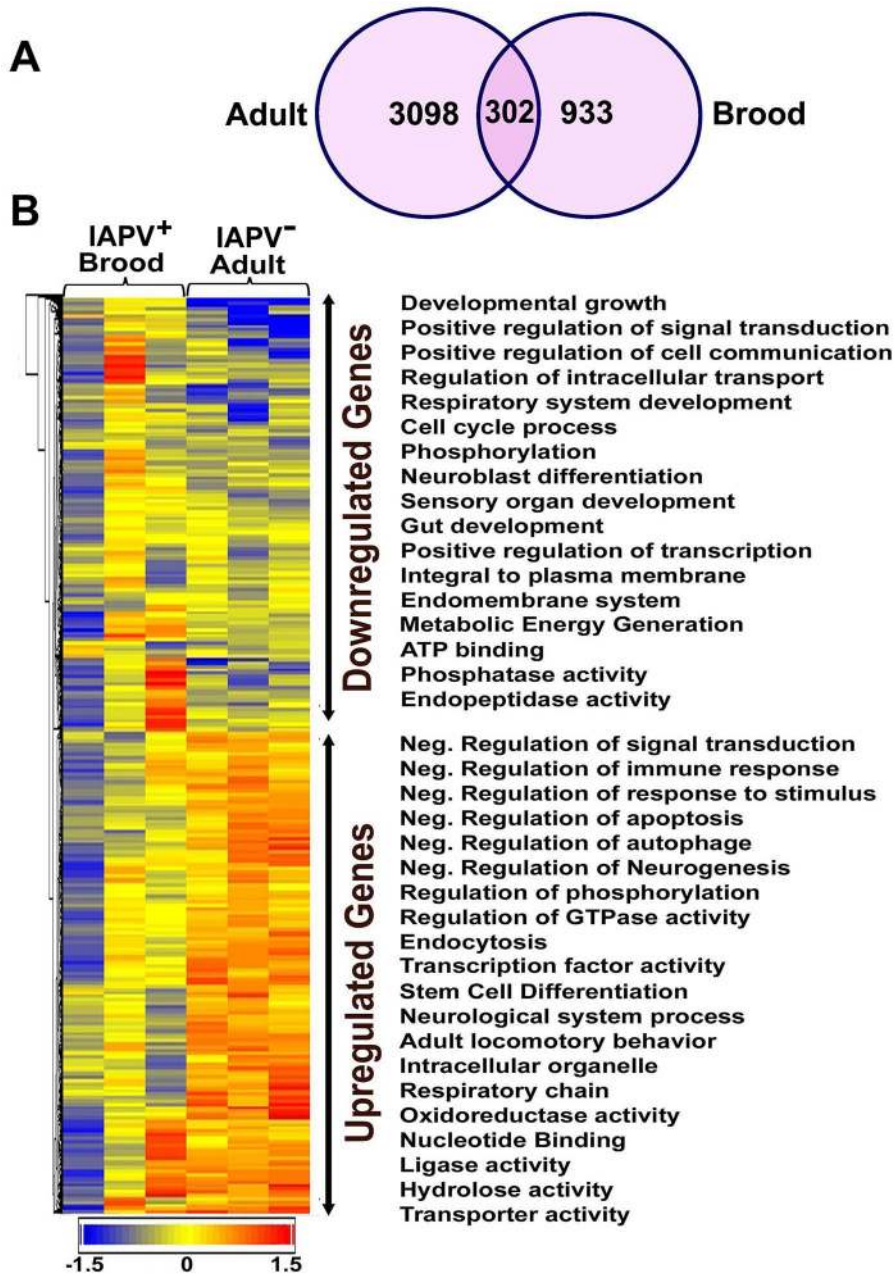 A
Adult 3098 302 933 Brood
B
IAPV+ IAPV-
Brood Adult
Downregulated Genes
Developmental growth
Positive regulation of signal transduction
Positive regulation of cell communication
Regulation of intracellular transport
Respiratory system development
Cell cycle process
Phosphorylation
Neuroblast differentiation
Sensory organ development
Gut development
Positive regulation of transcription
Integral to plasma membrane
Endomembrane system
Metabolic Energy Generation
ATP binding
Phosphatase activity
Endopeptidase activity
Upregulated Genes
Neg. Regulation of signal transduction
Neg. Regulation of immune response
Neg. Regulation of response to stimulus
Neg. Regulation of apoptosis
Neg. Regulation of autophage
Neg. Regulation of Neurogenesis
Regulation of phosphorylation
Regulation of GTPase activity
Endocytosis
Transcription factor activity
Stem Cell Differentiation
Neurological system process
Adult locomotory behavior
Intracellular organelle
Respiratory chain
Oxidoreductase activity
Nucleotide Binding
Ligase activity
Hydrolose activity
Transporter activity
-1.5 0 1.5